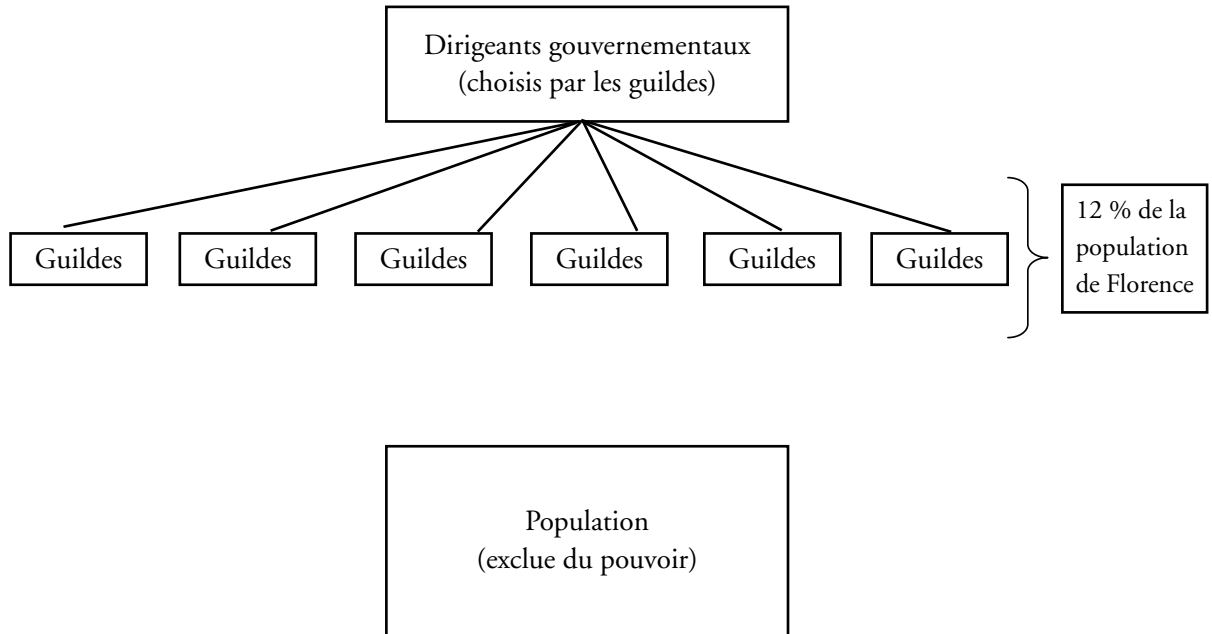 Dirigeants gouvernementaux
(choisis par les guildes)
Guildes
Guildes
Guildes
Guildes
Guildes
Guildes
12 % de la
population
de Florence
Population
(exclue du pouvoir)